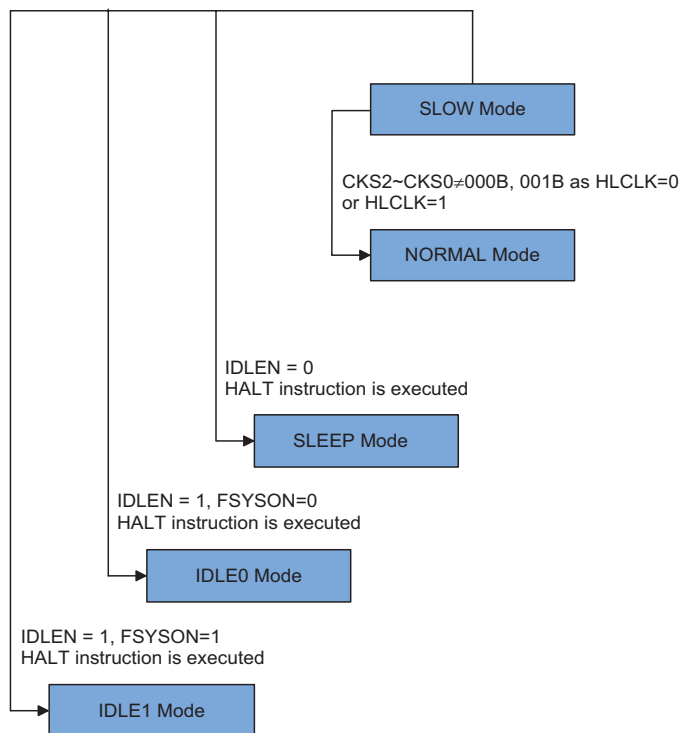 SLOW Mode
CKS2~CKS0≠000B, 001B as HLCLK=0
or HLCLK=1
NORMAL Mode
IDLEN = 0
HALT instruction is executed
SLEEP Mode
IDLEN = 1, FSYSON=0
HALT instruction is executed
IDLE0 Mode
IDLEN = 1, FSYSON=1
HALT instruction is executed
IDLE1 Mode